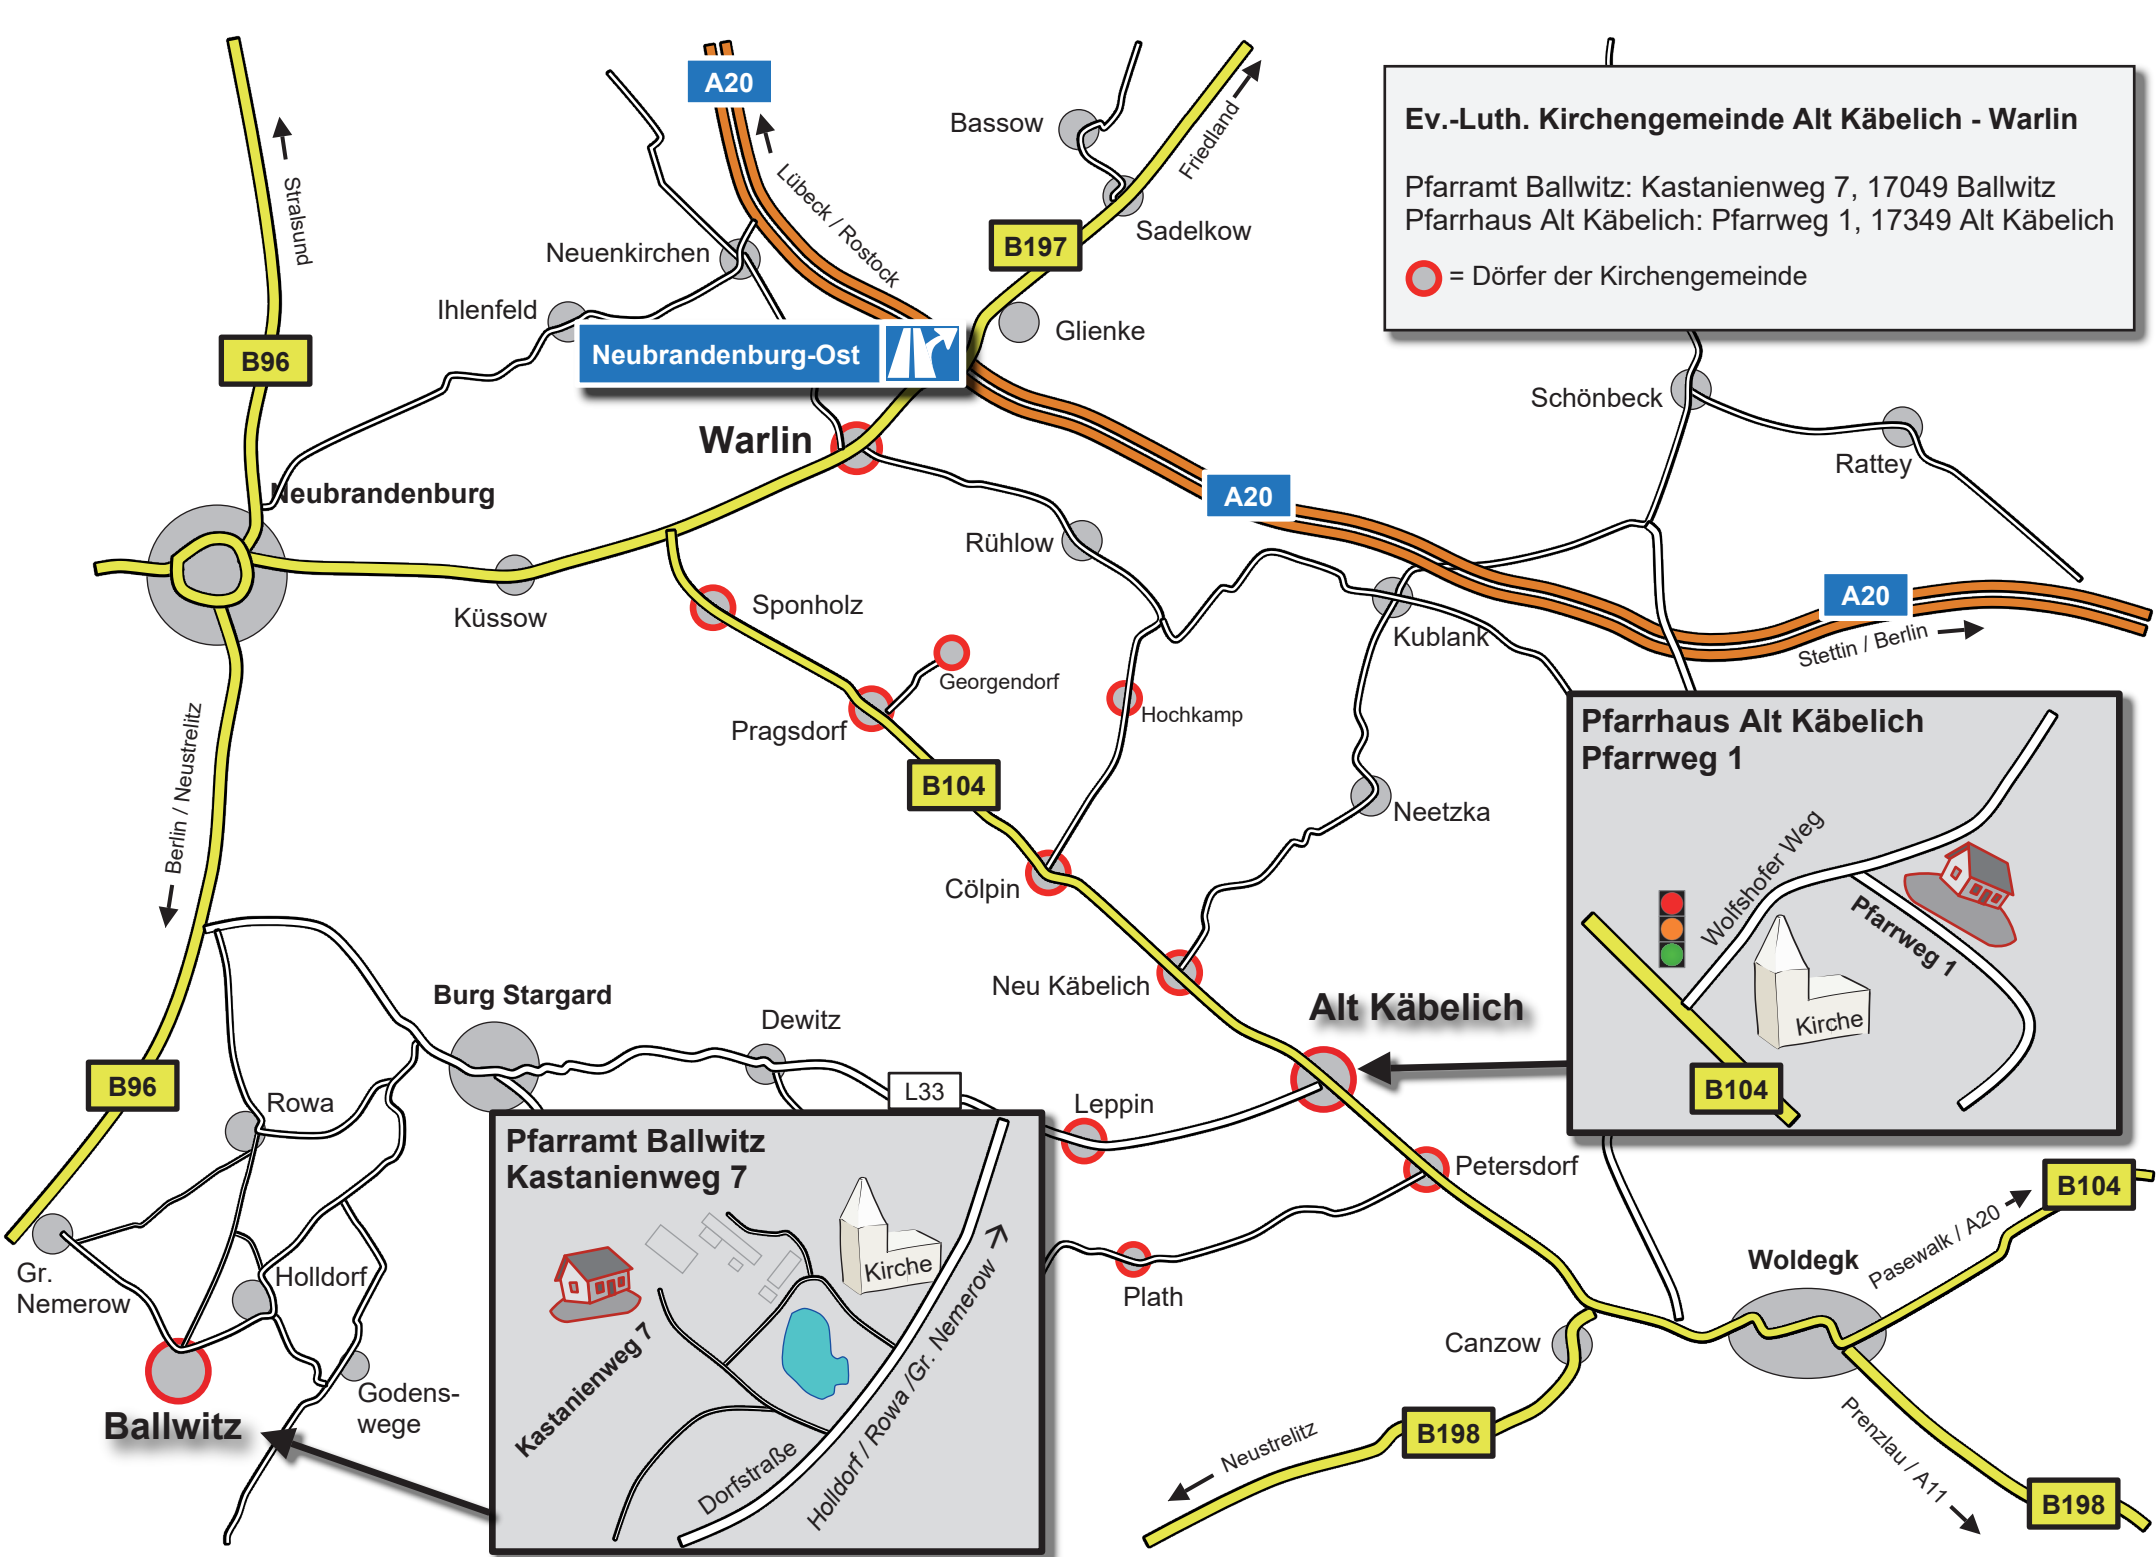 A20
Stralsund
Lübeck / Rostock
Bassow
Friedland
Ev.-Luth. Kirchengemeinde Alt Käbelich - Warlin
Pfarramt Ballwitz: Kastanienweg 7, 17049 Ballwitz
Pfarrhaus Alt Käbelich: Pfarrweg 1, 17349 Alt Käbelich
= Dörfer der Kirchengemeinde
Neuenkirchen
B197
Sadelkow
Ihlenfeld
Glienke
B96
Neubrandenburg-Ost
Schönbeck
Warlin
Rattey
Neubrandenburg
A20
Rühlow
A20
Küssow
Sponholz
Kublank
Stettin / Berlin
Georgendorf
Hochkamp
Pragsdorf
Berlin / Neustrelitz
B104
Neetzka
Pfarrhaus Alt Käbelich
Pfarrweg 1
Wolfshofer Weg
Pfarrweg 1
Kirche
B104
Cölpin
Neu Käbelich
Alt Käbelich
Burg Stargard
Dewitz
B96
L33
Rowa
Leppin
Petersdorf
Pfarramt Ballwitz
Kastanienweg 7
Kirche
Kastanienweg 7
Dorfstraße
Holldorf / Rowa /Gr. Nemerow
B104
Pasewalk / A20
Woldegk
Gr.
Nemerow
Holldorf
Plath
Canzow
Godens-
wege
Ballwitz
B198
Neustrelitz
Prenzlau / A11
B198